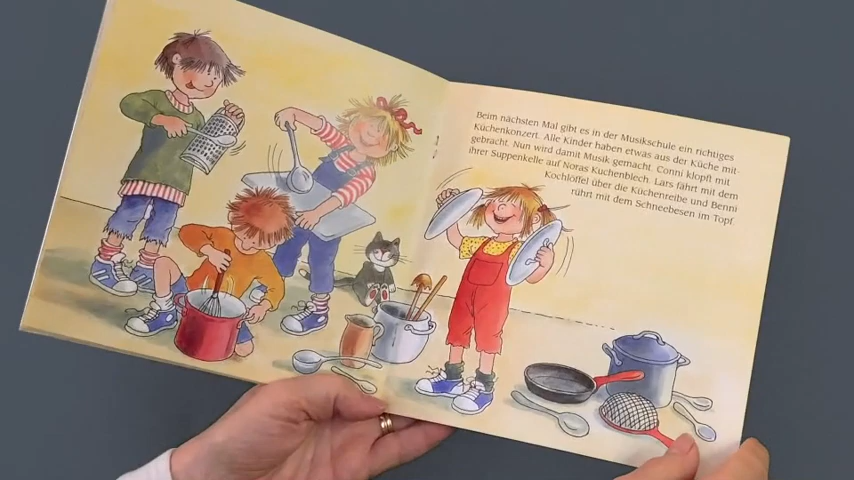 Beim nächsten Mal gibt es in der Musikschule ein richtiges
Küchenkonzert. Alle Kinder haben etwas aus der Küche mit-
gebracht. Nun wird damit Musik gemacht. Conni klopft mit
ihrer Suppenkelle auf Noras Kuchenblech. Lars fährt mit dem
Kochlöffel über die Küchenreibe und Benni
rührt mit dem Schneebesen im Topf.